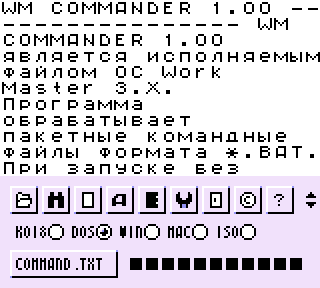 WM COMMANDER 1.00 --
---------------- WM
COMMANDER 1.00
является исполняемым
файлом ОС Work
Master 3.X.
Программа
обрабатывает
пакетные командные
файлы формата *.BAT.
При запуске без
KOI8 DOS WIN MAC ISO
COMMAND.TXT